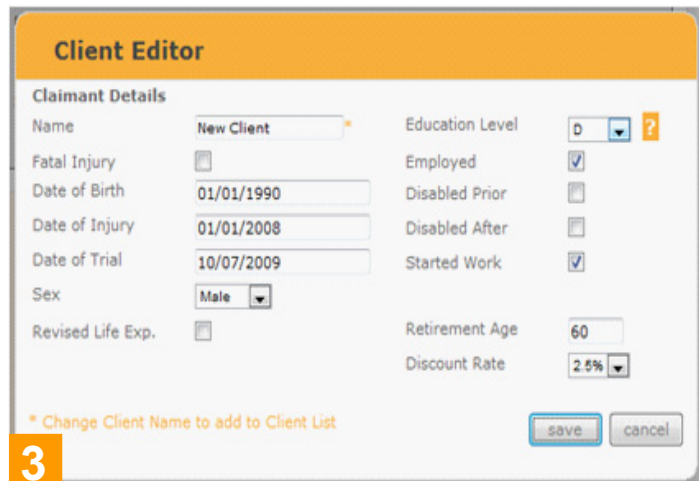 Client Editor
Claimant Details
Name New Client * Education Level D ?
Fatal Injury Employed
Date of Birth 01/01/1990 Disabled Prior
Date of Injury 01/01/2008 Disabled After
Date of Trial 10/07/2009 Started Work
Sex Male
Revised Life Exp. Retirement Age 60
Discount Rate 2.5%
* Change Client Name to add to Client List save cancel
3